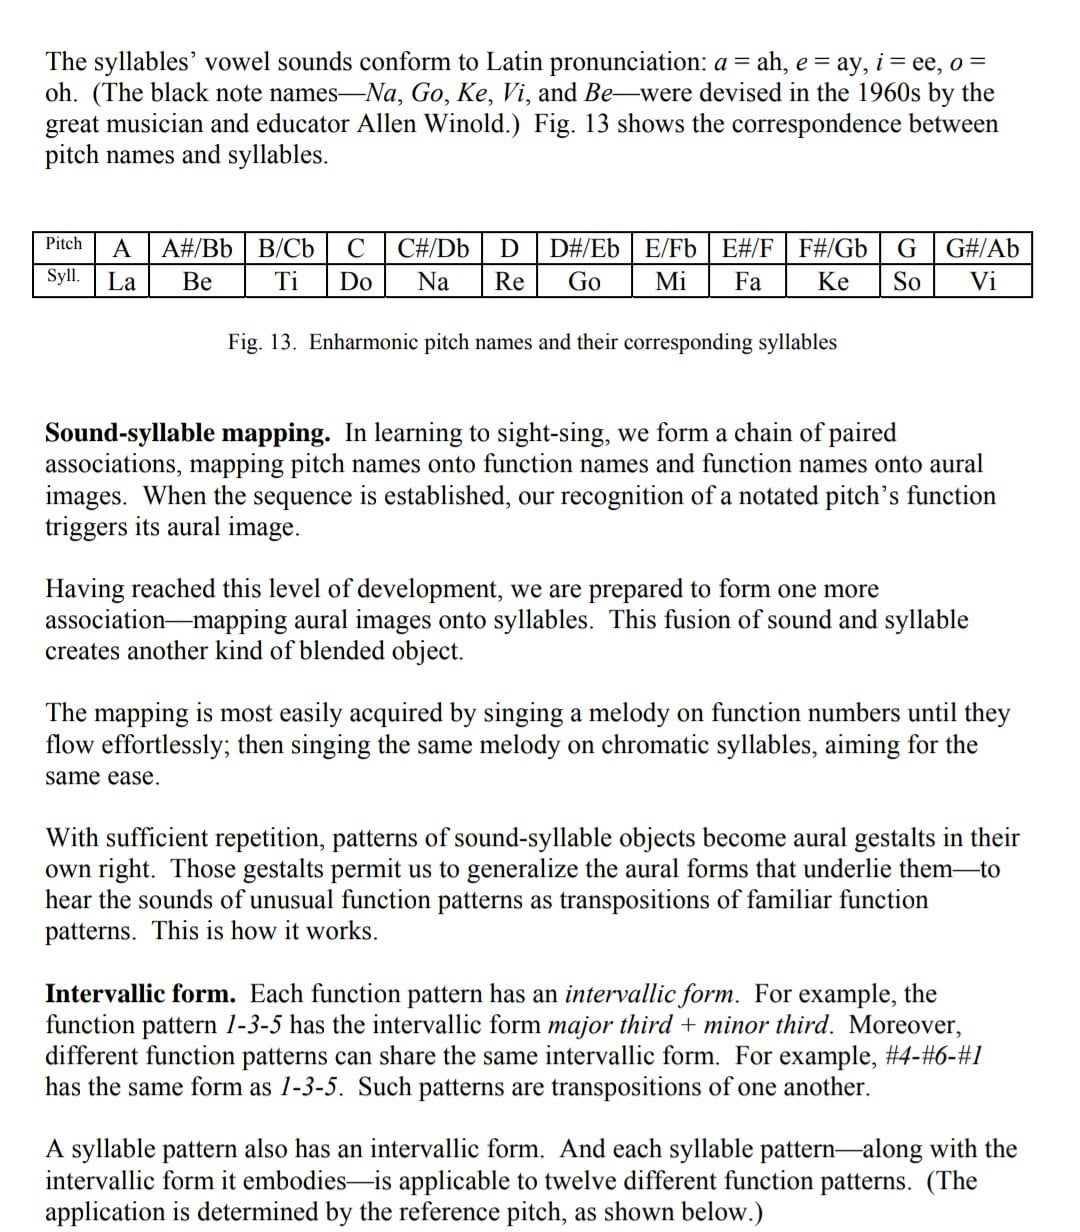 The syllables’ vowel sounds conform to Latin pronunciation: a = ah, e = ay, i = ee, o =
oh.  (The black note names—Na, Go, Ke, Vi, and Be—were devised in the 1960s by the
great musician and educator Allen Winold.)  Fig. 13 shows the correspondence between
pitch names and syllables.
Pitch A A#/Bb B/Cb C C#/Db D D#/Eb E/Fb E#/F F#/Gb G G#/Ab
Syll. La Be Ti Do Na Re Go Mi Fa Ke So Vi
Fig. 13.  Enharmonic pitch names and their corresponding syllables
Sound-syllable mapping.  In learning to sight-sing, we form a chain of paired
associations, mapping pitch names onto function names and function names onto aural
images.  When the sequence is established, our recognition of a notated pitch’s function
triggers its aural image.
Having reached this level of development, we are prepared to form one more
association—mapping aural images onto syllables.  This fusion of sound and syllable
creates another kind of blended object.
The mapping is most easily acquired by singing a melody on function numbers until they
flow effortlessly; then singing the same melody on chromatic syllables, aiming for the
same ease.
With sufficient repetition, patterns of sound-syllable objects become aural gestalts in their
own right.  Those gestalts permit us to generalize the aural forms that underlie them—to
hear the sounds of unusual function patterns as transpositions of familiar function
patterns.  This is how it works.
Intervallic form.  Each function pattern has an intervallic form.  For example, the
function pattern 1-3-5 has the intervallic form major third + minor third.  Moreover,
different function patterns can share the same intervallic form.  For example, #4-#6-#1
has the same form as 1-3-5.  Such patterns are transpositions of one another.
A syllable pattern also has an intervallic form.  And each syllable pattern—along with the
intervallic form it embodies—is applicable to twelve different function patterns.  (The
application is determined by the reference pitch, as shown below.)